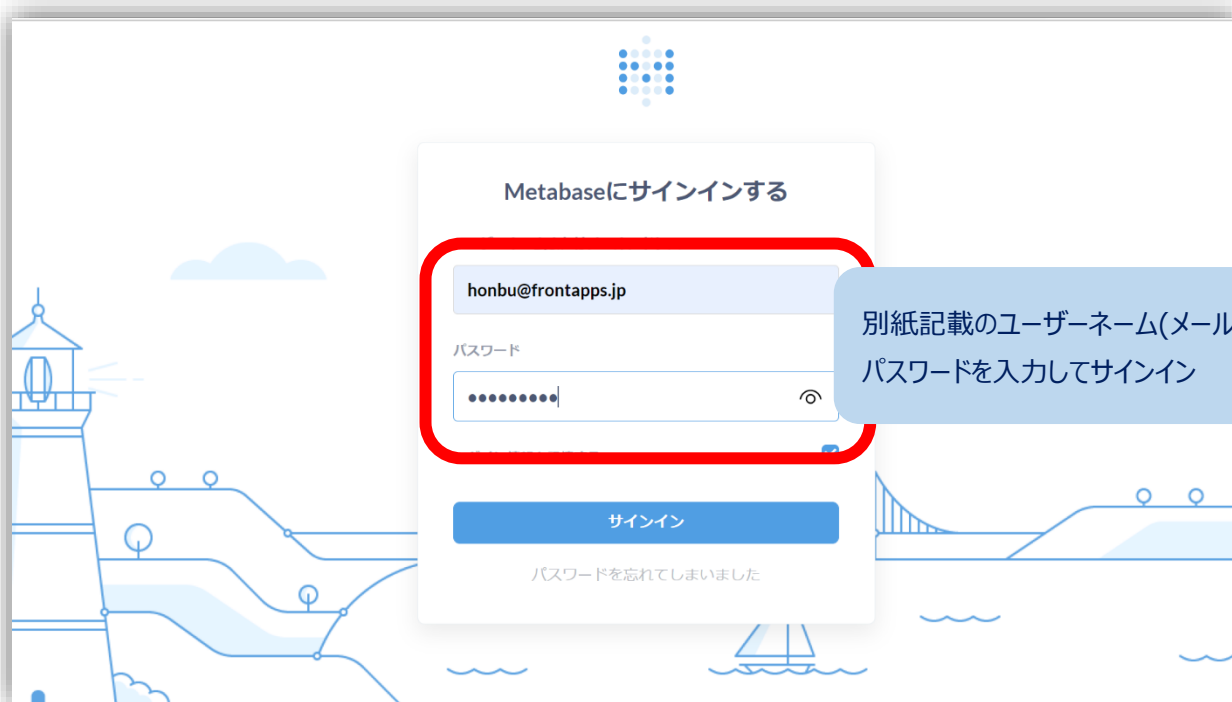 Metabaseにサインインする
honbu@frontapps.jp
パスワード
•••••••••
別紙記載のユーザーネーム(メール
パスワードを入力してサインイン
サインイン
パスワードを忘れてしまいました